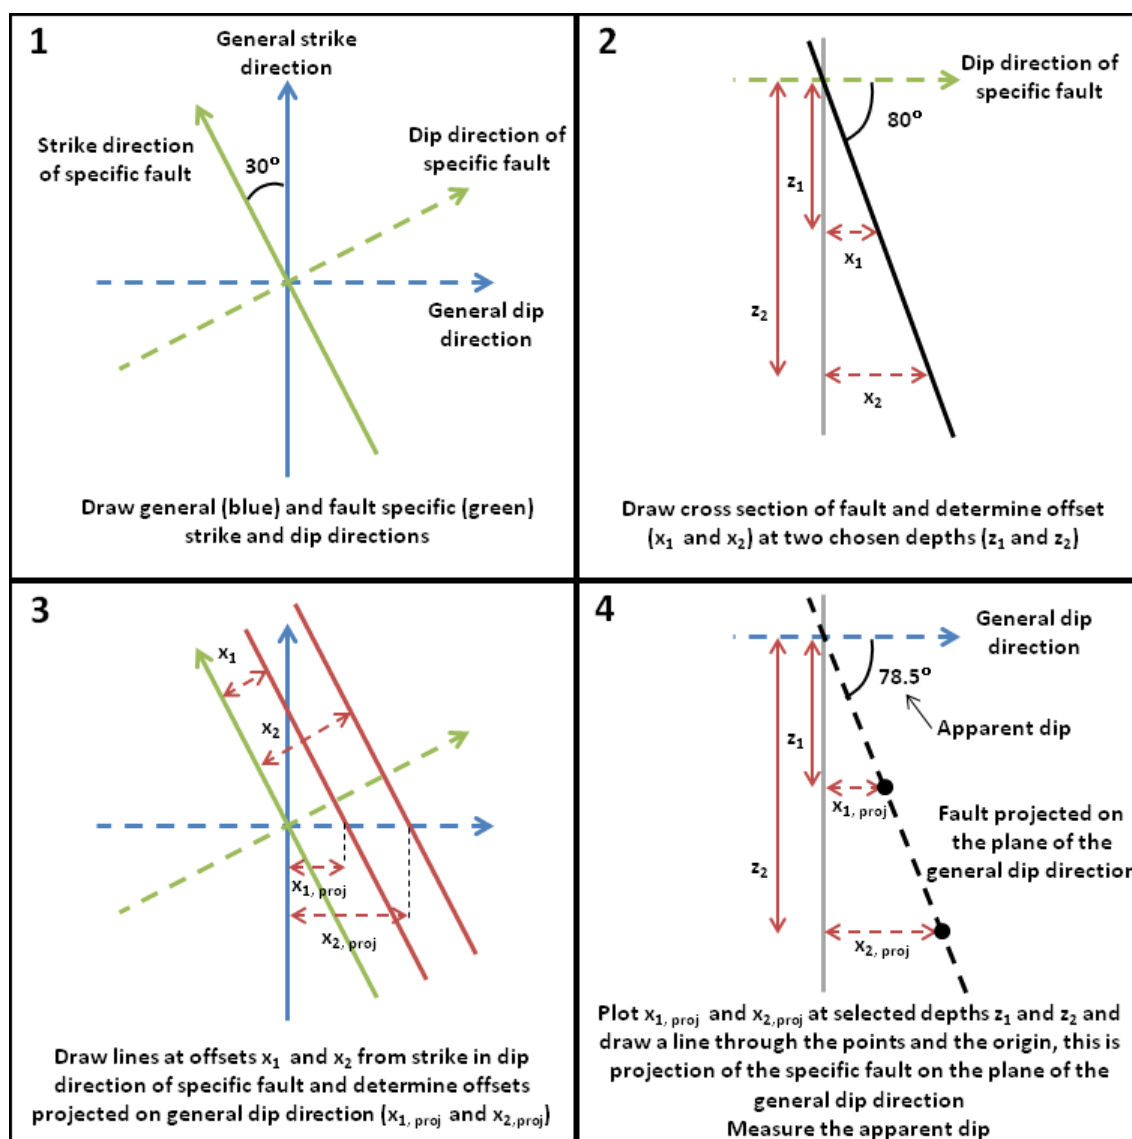 1
General strike
direction
Strike direction
of specific fault
30°
Dip direction of
specific fault
General dip
direction
Draw general (blue) and fault specific (green)
strike and dip directions
2
Dip direction of
specific fault
80°
z1
x1
z2
x2
Draw cross section of fault and determine offset
(x1 and x2) at two chosen depths (z1 and z2)
3
x1
x2
x1, proj
x2, proj
Draw lines at offsets x1 and x2 from strike in dip
direction of specific fault and determine offsets
projected on general dip direction (x1, proj and x2,proj)
4
General dip
direction
78.5°
Apparent dip
z1
x1, proj
Fault projected on
the plane of the
general dip direction
z2
x2, proj
Plot x1, proj and x2,proj at selected depths z1 and z2 and
draw a line through the points and the origin, this is
projection of the specific fault on the plane of the
general dip direction
Measure the apparent dip